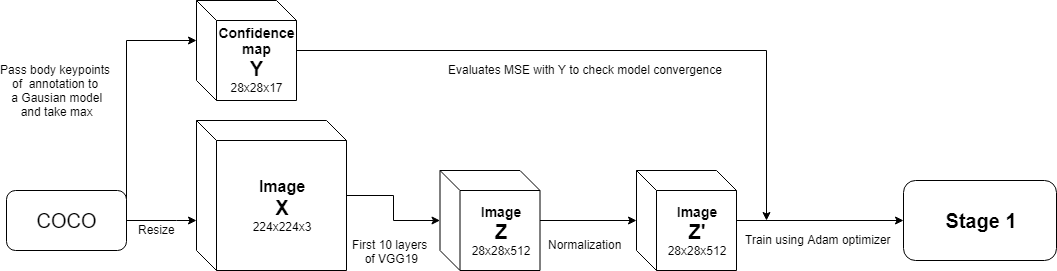 Confidence
map
Y
28x28x17
Pass body keypoints
of annotation to
a Gausian model
and take max
Evaluates MSE with Y to check model convergence
COCO
Resize
Image
X
224x224x3
First 10 layers
of VGG19
Image
Z
28x28x512
Normalization
Image
Z'
28x28x512
Train using Adam optimizer
Stage 1